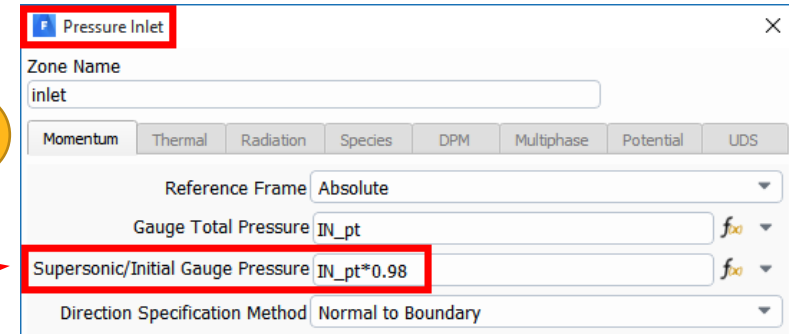 F Pressure Inlet
Zone Name
inlet
Momentum Thermal Radiation Species DPM Multiphase Potential UDS
Reference Frame Absolute
Gauge Total Pressure IN_pt f(x)
Supersonic/Initial Gauge Pressure IN_pt*0.98 f(x)
Direction Specification Method Normal to Boundary